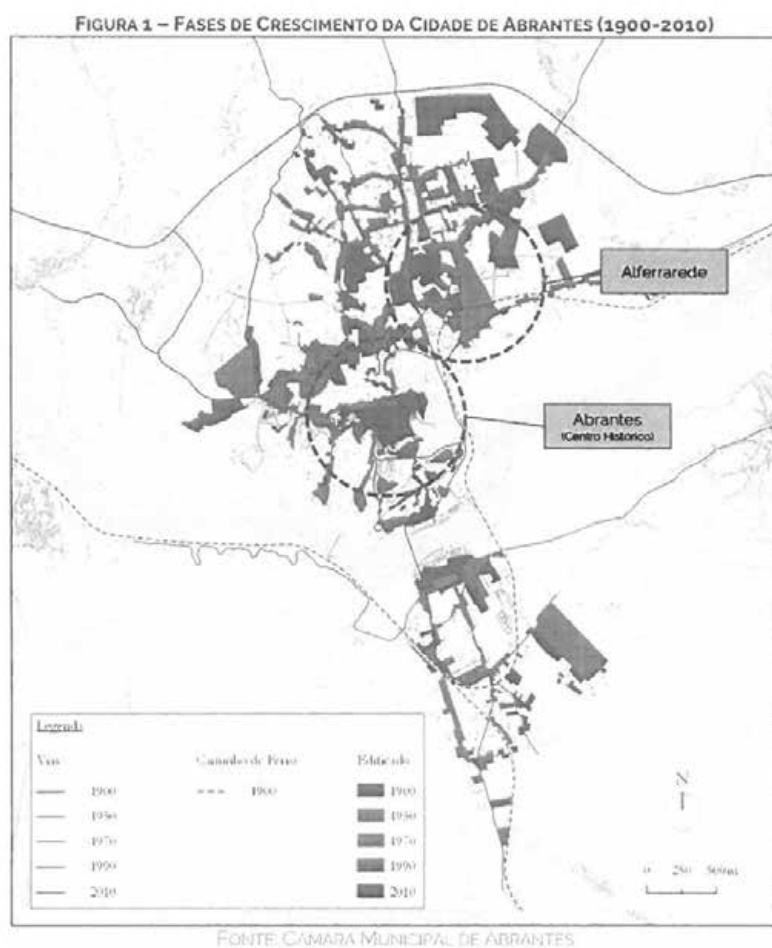 FIGURA 1 – FASES DE CRESCIMENTO DA CIDADE DE ABRANTES (1900-2010)
Alferrarede
Abrantes
(Centro Histórico)
Legenda
Vias
Caminho de Ferro
Edificado
1900
1900
1900
1950
1950
1970
1970
1990
1990
2010
2010
N
0 250 500m
FONTE: CÂMARA MUNICIPAL DE ABRANTES